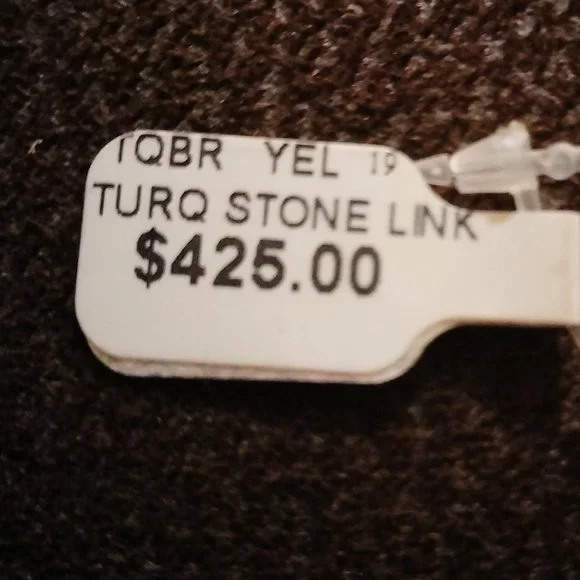 TQBR YEL 19
TURQ STONE LINK
$425.00